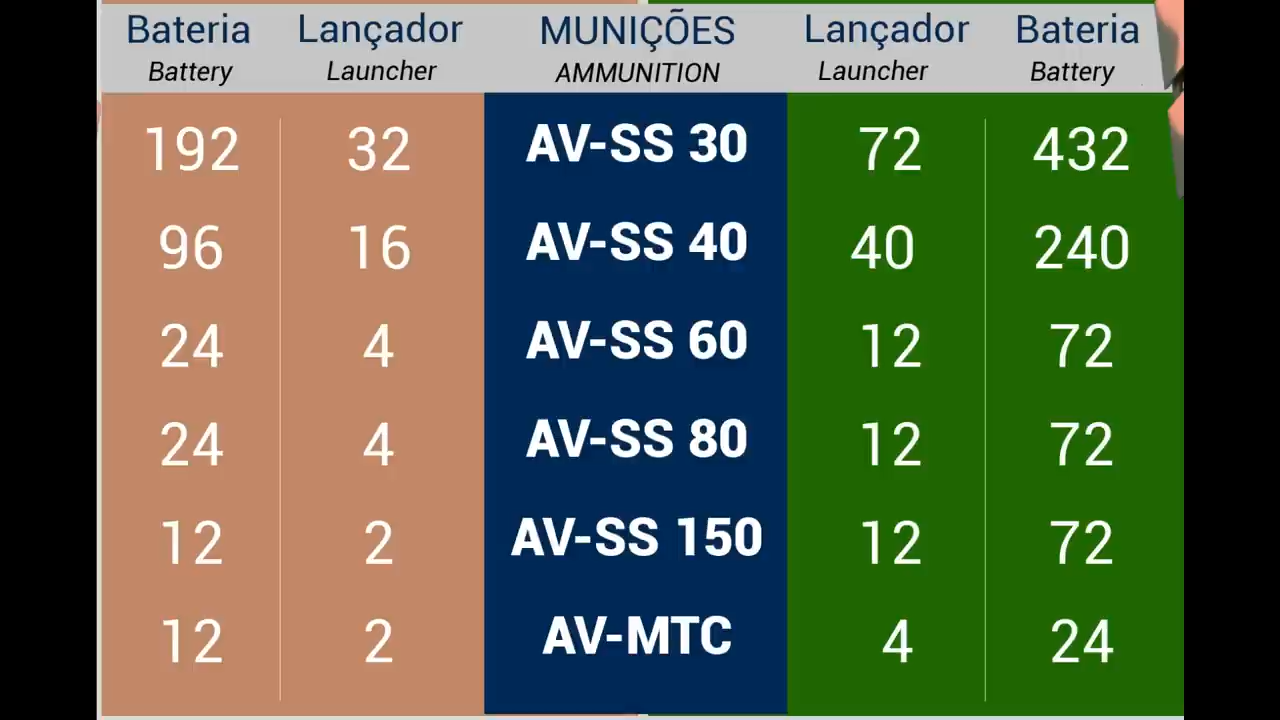 Bateria Lançador MUNIÇÕES Lançador Bateria
Battery Launcher AMMUNITION Launcher Battery
192 32 AV-SS 30 72 432
96 16 AV-SS 40 40 240
24 4 AV-SS 60 12 72
24 4 AV-SS 80 12 72
12 2 AV-SS 150 12 72
12 2 AV-MTC 4 24